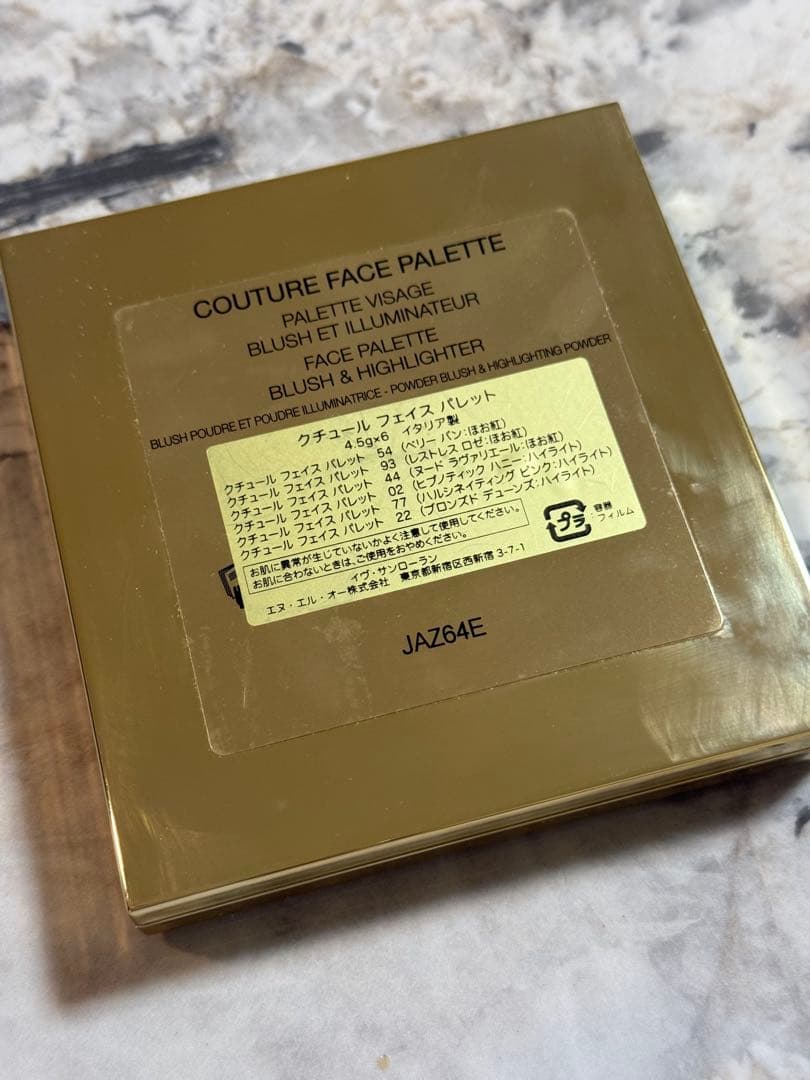 COUTURE FACE PALETTE
PALETTE VISAGE
BLUSH ET ILLUMINATEUR
FACE PALETTE
BLUSH & HIGHLIGHTER
BLUSH POUDRE ET POUDRE ILLUMINATRICE - POWDER BLUSH & HIGHLIGHTING POWDER
クチュール フェイス パレット
4.5g×6 イタリア製
クチュール フェイス パレット 54 (ベリー バン:ほお紅)
クチュール フェイス パレット 93 (レストレス ロゼ:ほお紅)
クチュール フェイス パレット 44 (ヌード ラヴァリエール:ほお紅)
クチュール フェイス パレット 02 (ヒプノティック ハニー:ハイライト)
クチュール フェイス パレット 77 (ハルシネイティング ピンク:ハイライト)
クチュール フェイス パレット 22 (ブロンズド デューンズ:ハイライト)
お肌に異常が生じていないかよく注意して使用してください。
お肌に合わないときは、ご使用をおやめください。
プラ
容器
フィルム
イヴ・サンローラン
エヌ・エル・オー株式会社 東京都新宿区西新宿 3-7-1
JAZ64E